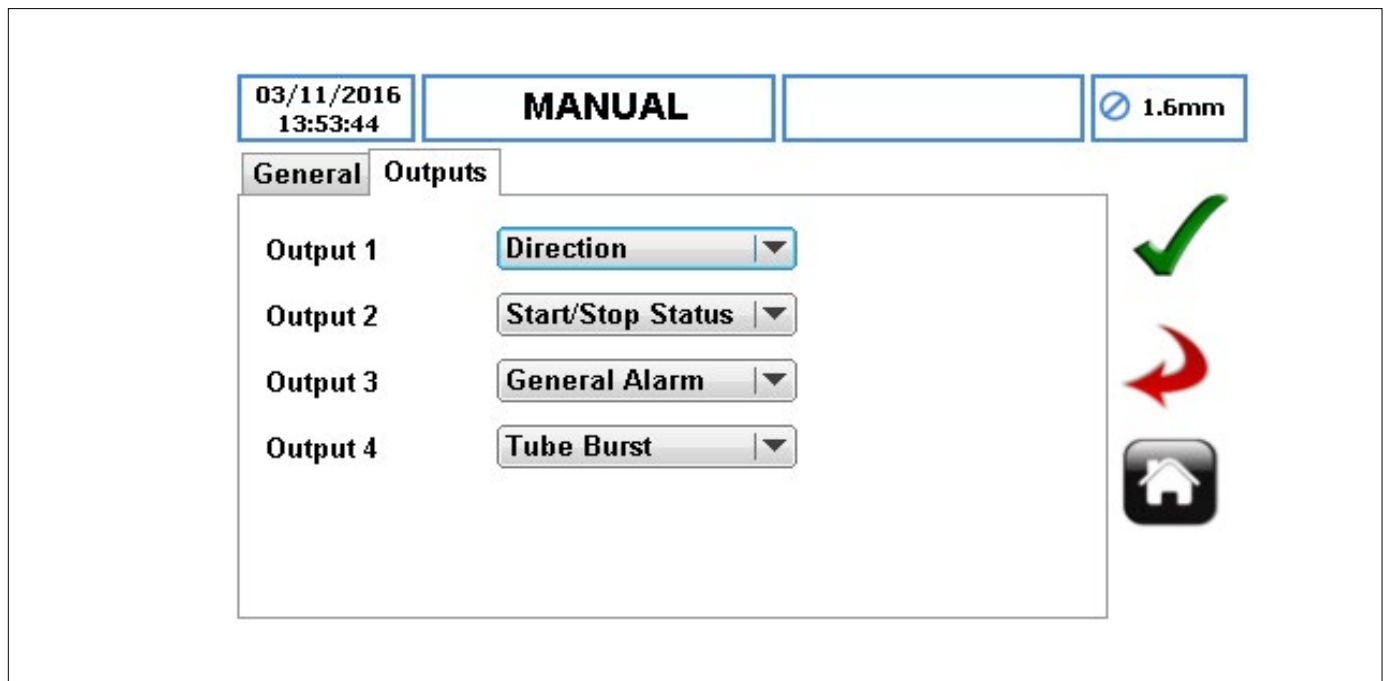 03/11/2016
13:53:44
MANUAL
1.6mm
General
Outputs
Output 1
Direction
Output 2
Start/Stop Status
Output 3
General Alarm
Output 4
Tube Burst